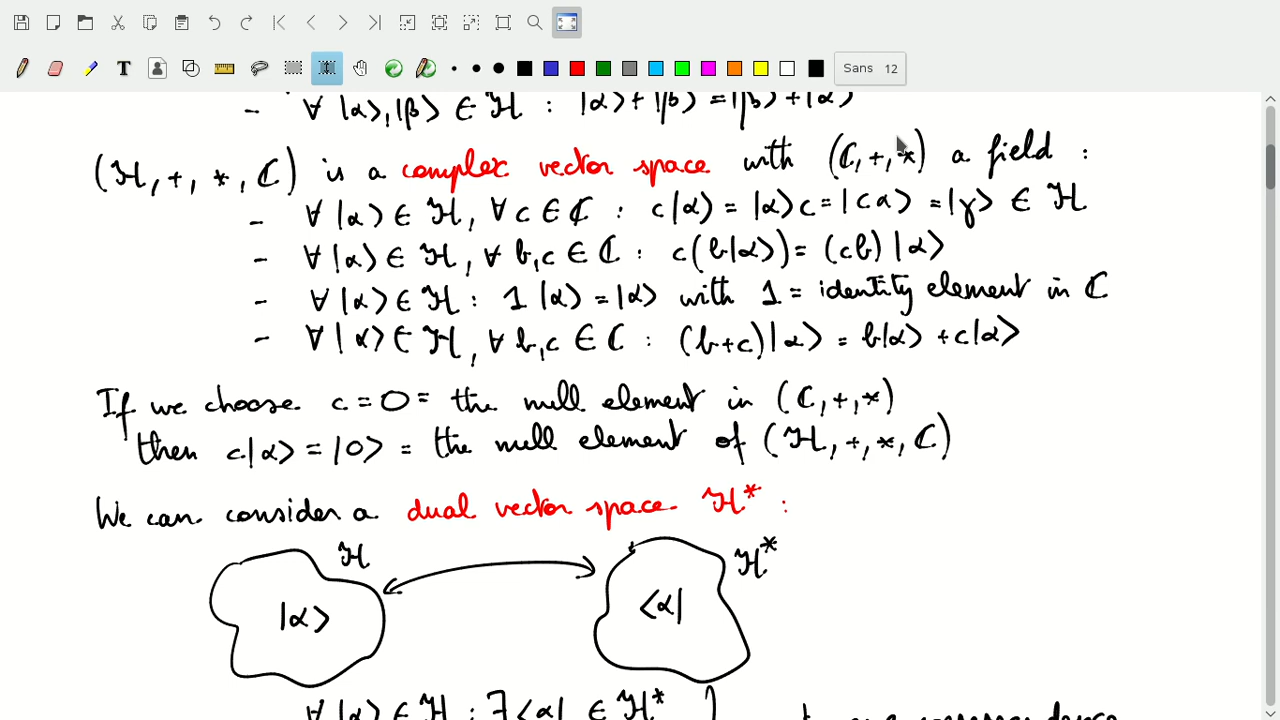 Sans 12
- ∀ |α⟩,|β⟩ ∈ ℋ : |α⟩+|β⟩ = |β⟩+|α⟩
(ℋ, +, *, ℂ) is a complex vector space with (ℂ,+,*) a field :
- ∀ |α⟩ ∈ ℋ, ∀ c ∈ ℂ : c|α⟩ = |α⟩c = |cα⟩ = |γ⟩ ∈ ℋ
- ∀ |α⟩ ∈ ℋ, ∀ b,c ∈ ℂ : c(b|α⟩) = (cb)|α⟩
- ∀ |α⟩ ∈ ℋ : 1 |α⟩ = |α⟩ with 1 = identity element in ℂ
- ∀ |α⟩ ∈ ℋ, ∀ b,c ∈ ℂ : (b+c)|α⟩ = b|α⟩ + c|α⟩
If we choose c = 0 = the null element in (ℂ,+,*)
then c|α⟩ = |0⟩ = the null element of (ℋ,+,*,ℂ)
We can consider a dual vector space ℋ* :
ℋ ℋ*
|α⟩ ⟨α|
∀ |α⟩ ∈ ℋ : ∃ ⟨α| ∈ ℋ*